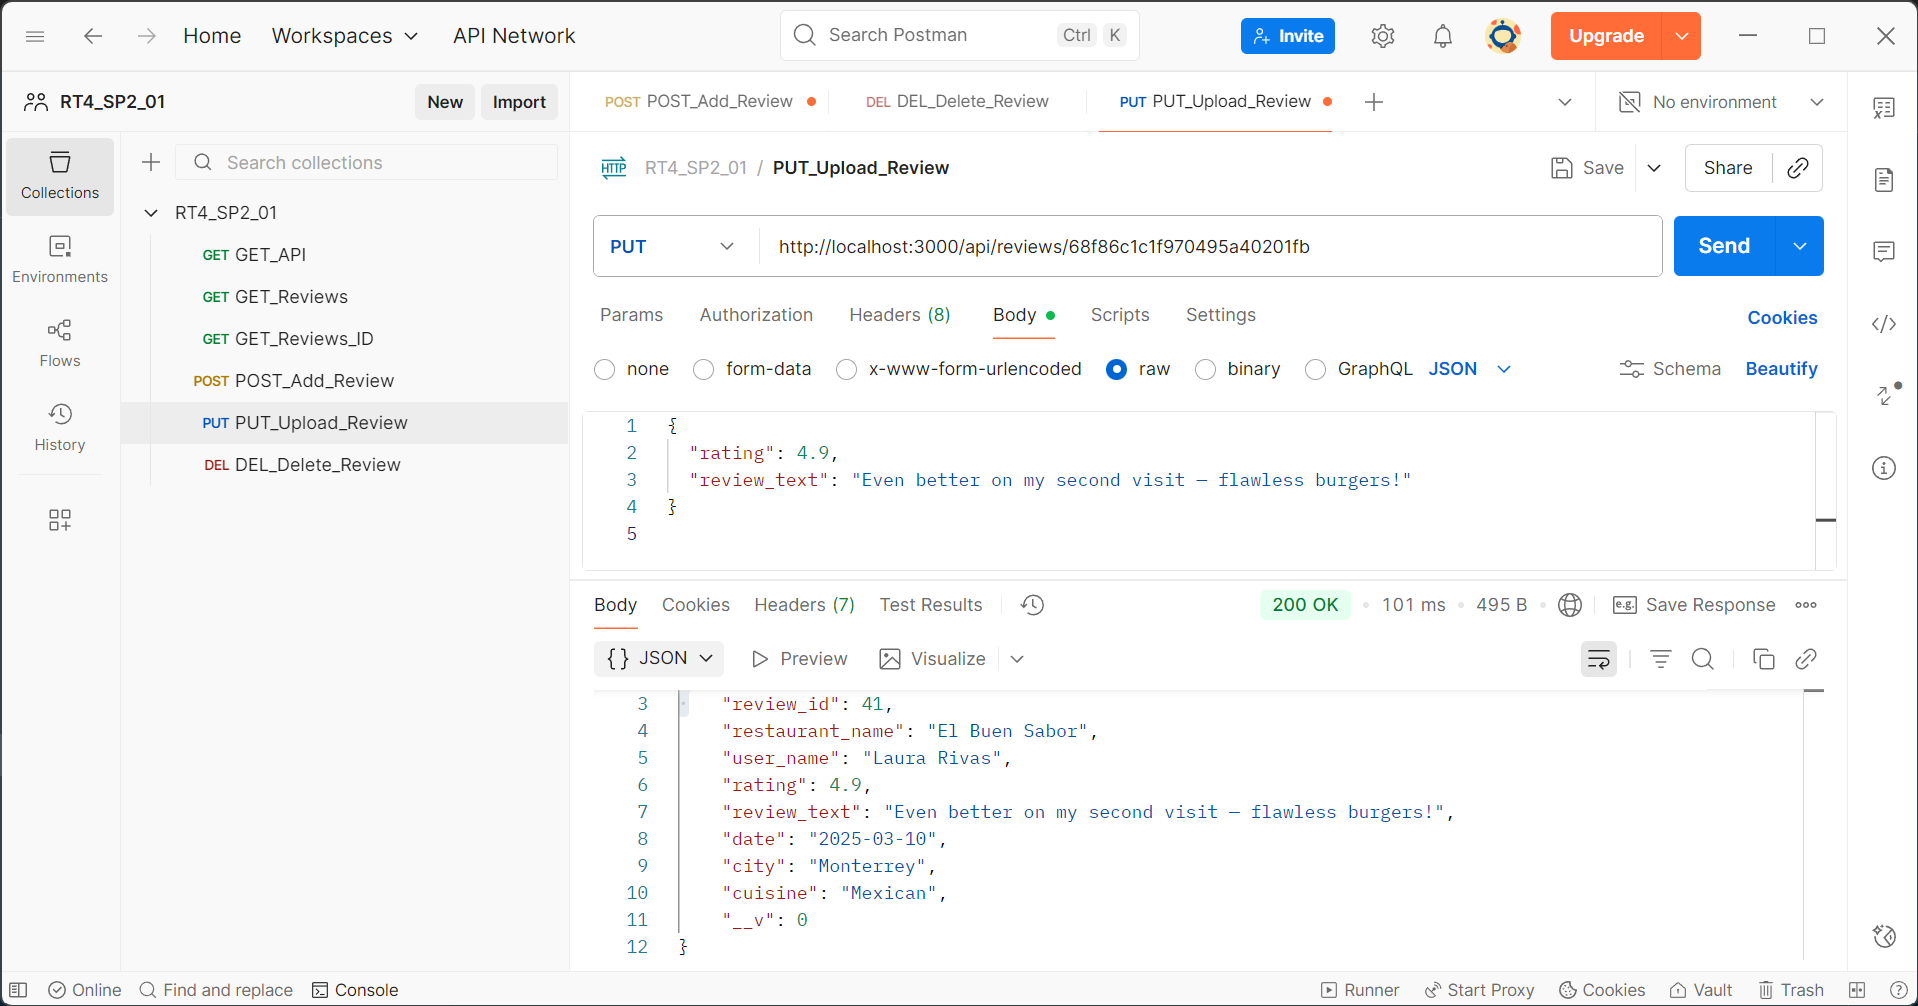 Home Workspaces API Network Search Postman Ctrl K Invite Upgrade
RT4_SP2_01 New Import POST POST_Add_Review DEL DEL_Delete_Review PUT PUT_Upload_Review No environment
Collections
Environments
Flows
History
Search collections
RT4_SP2_01
GET GET_API
GET GET_Reviews
GET GET_Reviews_ID
POST POST_Add_Review
PUT PUT_Upload_Review
DEL DEL_Delete_Review
HTTP RT4_SP2_01 / PUT_Upload_Review Save Share
PUT http://localhost:3000/api/reviews/68f86c1c1f970495a40201fb Send
Params Authorization Headers (8) Body Scripts Settings Cookies
none form-data x-www-form-urlencoded raw binary GraphQL JSON Schema Beautify
1 {
2 "rating": 4.9,
3 "review_text": "Even better on my second visit — flawless burgers!"
4 }
5
Body Cookies Headers (7) Test Results 200 OK • 101 ms • 495 B • e.g. Save Response
{} JSON Preview Visualize
3 "review_id": 41,
4 "restaurant_name": "El Buen Sabor",
5 "user_name": "Laura Rivas",
6 "rating": 4.9,
7 "review_text": "Even better on my second visit — flawless burgers!",
8 "date": "2025-03-10",
9 "city": "Monterrey",
10 "cuisine": "Mexican",
11 "__v": 0
12 }
Online Find and replace Console Runner Start Proxy Cookies Vault Trash